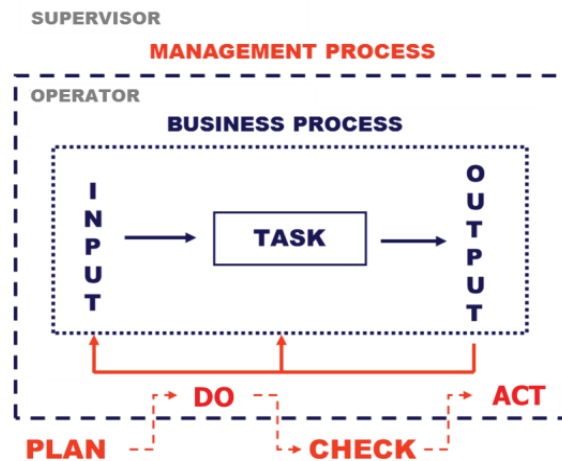 SUPERVISOR
MANAGEMENT PROCESS
OPERATOR
BUSINESS PROCESS
INPUT
TASK
OUTPUT
DO
ACT
PLAN
CHECK